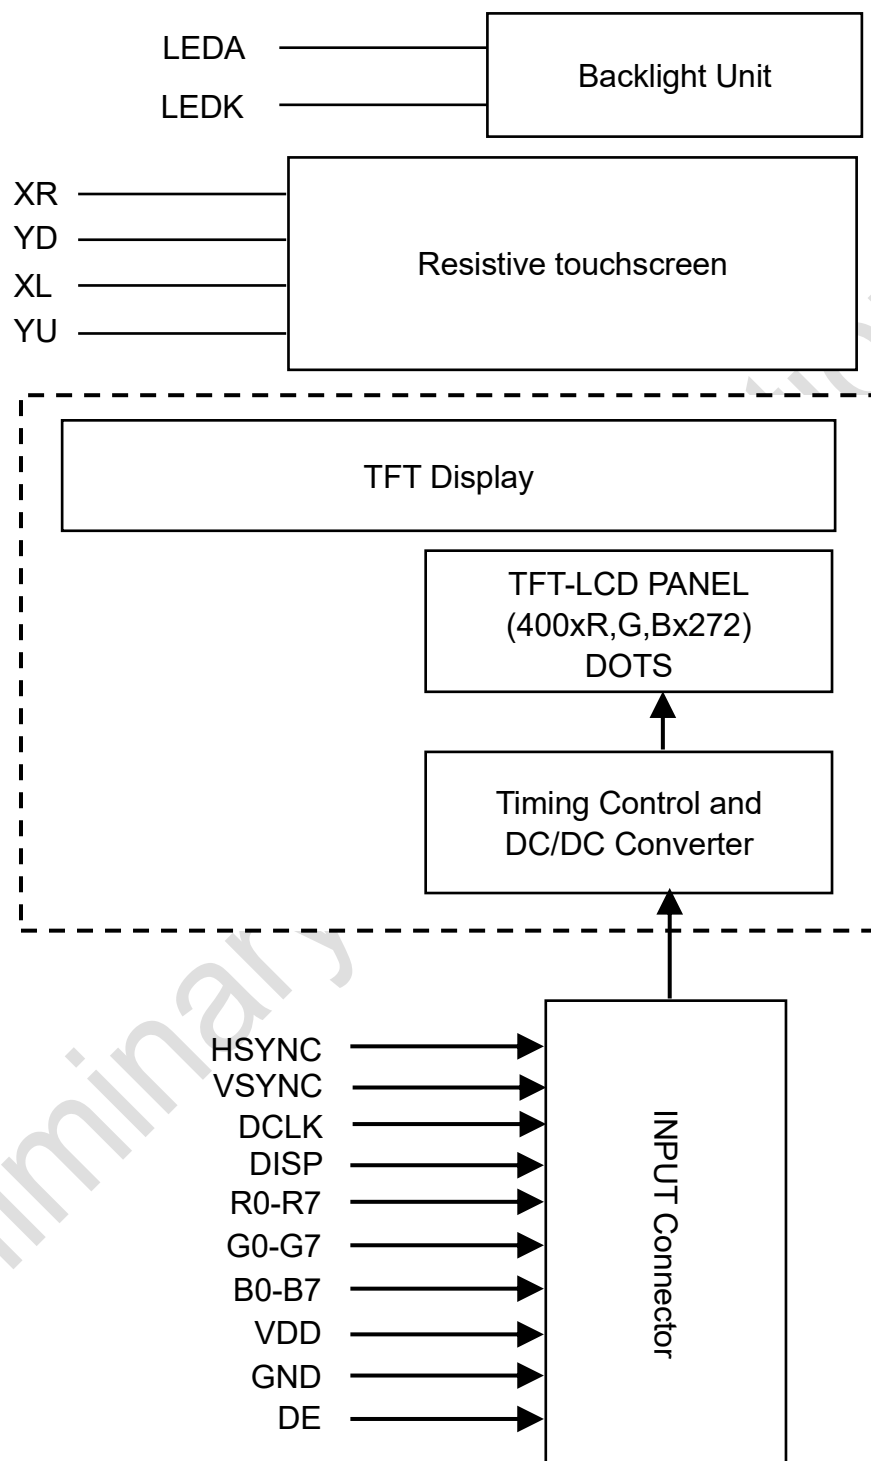 LEDA
LEDK
Backlight Unit
XR
YD
XL
YU
Resistive touchscreen
TFT Display
TFT-LCD PANEL
(400xR,G,Bx272)
DOTS
Timing Control and
DC/DC Converter
HSYNC
VSYNC
DCLK
DISP
R0-R7
G0-G7
B0-B7
VDD
GND
DE
INPUT Connector